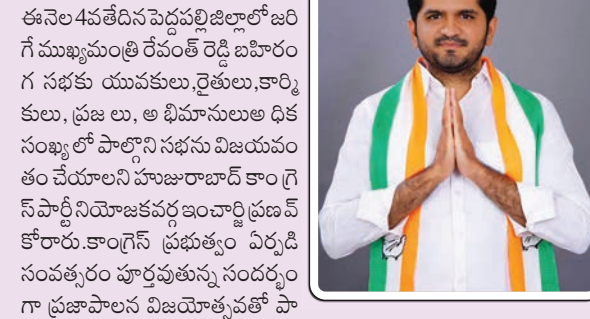 ఈనెల 4వతేదిన పెద్దపల్లి జిల్లాలో జరి
గే ముఖ్యమంత్రి రేవంత్ రెడ్డి బహిరం
గ సభకు యువకులు,రైతులు,కార్మి
కులు, ప్రజ లు, అ భిమానులుఅ ధిక
సంఖ్య లో పాల్గొని సభను విజయవం
తం చేయాలని హుజురాబాద్ కాం గ్రె
స్ పార్టీ నియోజకవర్గ ఇంచార్జి ప్రణవ్
కోరారు.కాంగ్రెస్ ప్రభుత్వం ఏర్పడి
సంవత్సరం పూర్తవుతున్న సందర్భం
గా ప్రజాపాలన విజయోత్సవతో పా